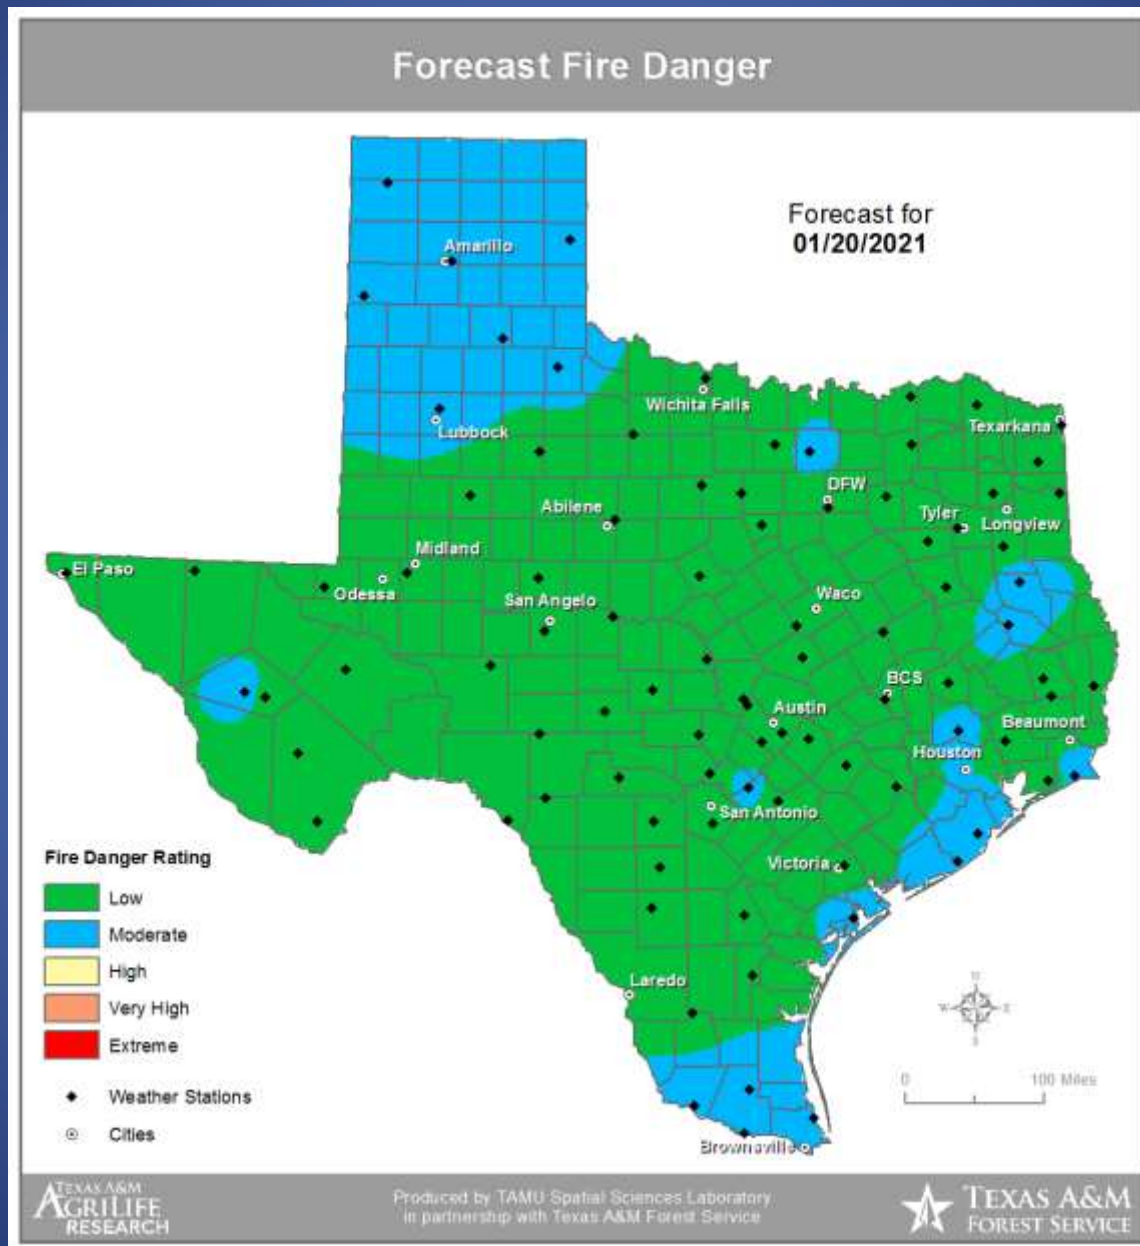 Forecast Fire Danger
Forecast for
01/20/2021
Amarillo
Lubbock
Wichita Falls
Texarkana
DFW
Abilene
Tyler
Longview
Midland
El Paso
Odessa
San Angelo
Waco
BCS
Austin
Beaumont
Houston
San Antonio
Victoria
Laredo
Brownsville
Fire Danger Rating
Low
Moderate
High
Very High
Extreme
Weather Stations
Cities
N
W E
S
0 100 Miles
TEXAS A&M
AGRILIFE
RESEARCH
Produced by TAMU Spatial Sciences Laboratory
in partnership with Texas A&M Forest Service
TEXAS A&M
FOREST SERVICE